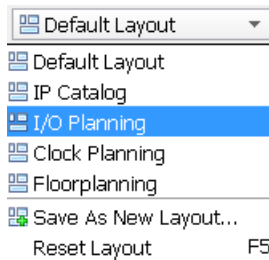 Default Layout
Default Layout
IP Catalog
I/O Planning
Clock Planning
Floorplanning
Save As New Layout...
Reset Layout F5